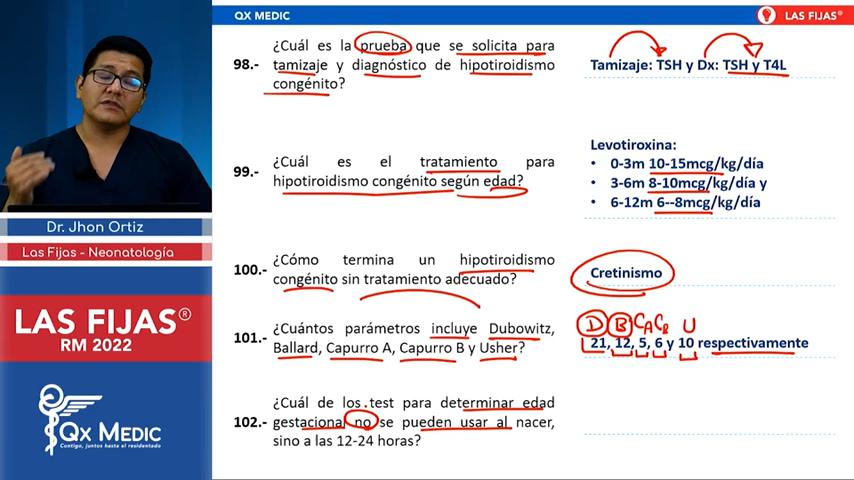 QX MEDIC
LAS FIJAS®
98.-
¿Cuál es la prueba que se solicita para
tamizaje y diagnóstico de hipotiroidismo
congénito?
Tamizaje: TSH y Dx: TSH y T4L
99.-
¿Cuál es el tratamiento para
hipotiroidismo congénito según edad?
Levotiroxina:
• 0-3m 10-15mcg/kg/día
• 3-6m 8-10mcg/kg/día y
• 6-12m 6--8mcg/kg/día
Dr. Jhon Ortiz
Las Fijas - Neonatología
100.-
¿Cómo termina un hipotiroidismo
congénito sin tratamiento adecuado?
Cretinismo
LAS FIJAS®
RM 2022
101.-
¿Cuántos parámetros incluye Dubowitz,
Ballard, Capurro A, Capurro B y Usher?
D B CA CB U
21, 12, 5, 6 y 10 respectivamente
102.-
¿Cuál de los test para determinar edad
gestacional no se pueden usar al nacer,
sino a las 12-24 horas?
QX MEDIC
Contigo, juntos hasta el residentado